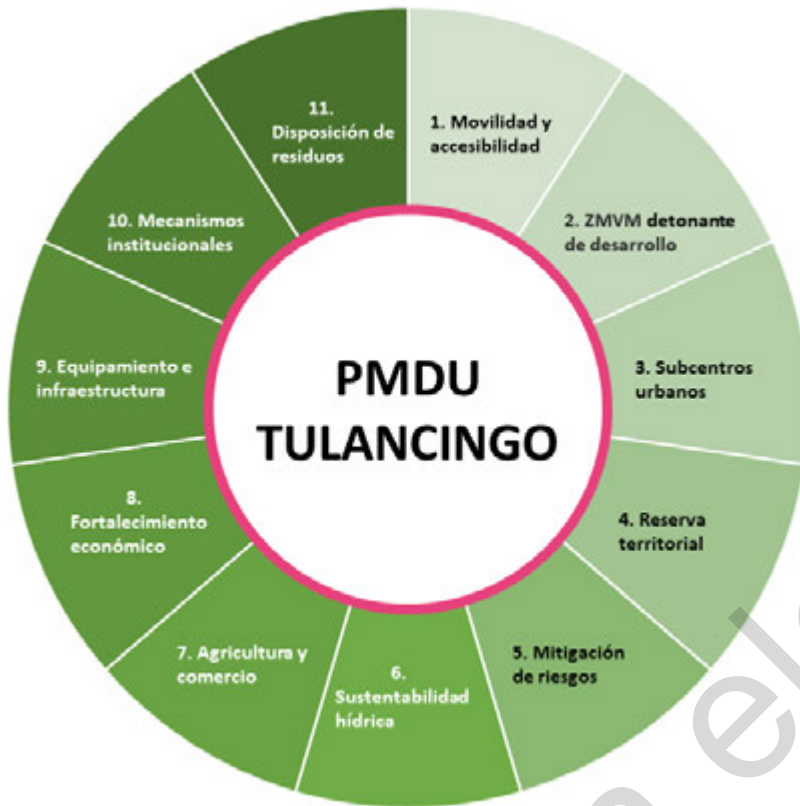 PMDU
TULANCINGO
1. Movilidad y
accesibilidad
2. ZMVM detonante
de desarrollo
3. Subcentros
urbanos
4. Reserva
territorial
5. Mitigación
de riesgos
6.
Sustentabilidad
hídrica
7. Agricultura y
comercio
8.
Fortalecimiento
económico
9. Equipamiento e
infraestructura
10. Mecanismos
institucionales
11.
Disposición de
residuos